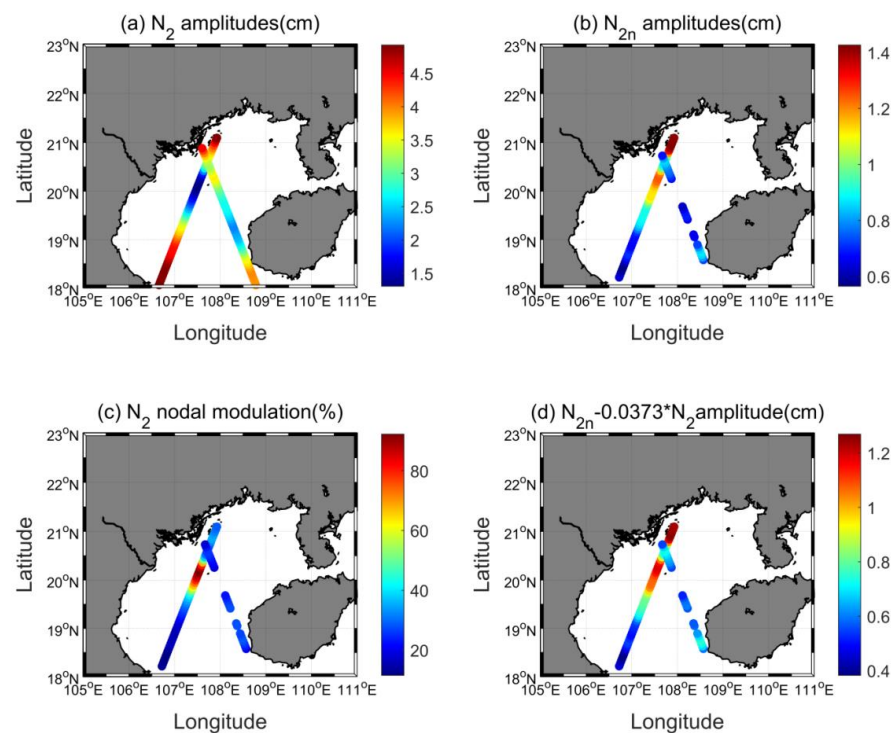 (a) N2 amplitudes(cm)
23°N
22°N
21°N
20°N
19°N
18°N
105°E 106°E 107°E 108°E 109°E 110°E 111°E
Latitude
Longitude
4.5
4
3.5
3
2.5
2
1.5
(b) N2n amplitudes(cm)
23°N
22°N
21°N
20°N
19°N
18°N
105°E 106°E 107°E 108°E 109°E 110°E 111°E
Latitude
Longitude
1.4
1.2
1
0.8
0.6
(c) N2 nodal modulation(%)
23°N
22°N
21°N
20°N
19°N
18°N
105°E 106°E 107°E 108°E 109°E 110°E 111°E
Latitude
Longitude
80
60
40
20
(d) N2n-0.0373*N2amplitude(cm)
23°N
22°N
21°N
20°N
19°N
18°N
105°E 106°E 107°E 108°E 109°E 110°E 111°E
Latitude
Longitude
1.2
1
0.8
0.6
0.4